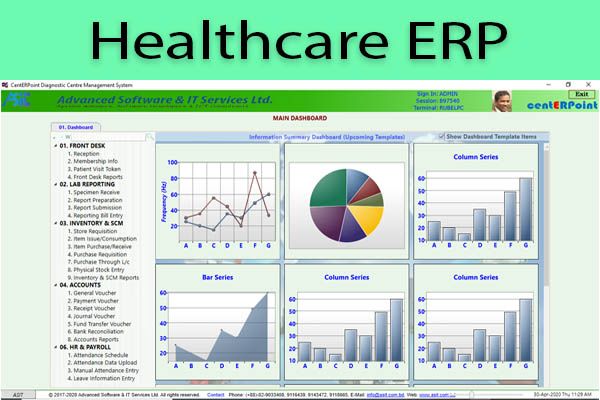 Healthcare ERP
CentERPoint Diagnostic Centre Management System
Advanced Software & IT Services Ltd.
Sign In: ADMIN
Session: 897540
Terminal: RUBELPC
Exit
centERPoint
MAIN DASHBOARD
01. Dashboard
Information Summary Dashboard (Upcoming Templates)
Show Dashboard Template Items
01. FRONT DESK
1. Reception
2. Membership Info
3. Patient Visit Token
4. Front Desk Reports
02. LAB REPORTING
1. Specimen Receive
2. Report Preparation
3. Report Submission
4. Reporting Bill Entry
03. INVENTORY & SCM
1. Store Requisition
2. Item Issue/Consumption
3. Item Purchase/Receive
4. Purchase Requisition
7. Purchase Through L/c
8. Physical Stock Entry
9. Inventory & SCM Reports
04. ACCOUNTS
1. General Voucher
2. Payment Voucher
3. Receipt Voucher
4. Journal Voucher
5. Fund Transfer Voucher
6. Bank Reconciliation
8. Accounts Reports
06. HR & PAYROLL
1. Attendance Schedule
2. Attendance Data Upload
3. Manual Attendance Entry
4. Leave Information Entry
Frequency (Hz)
100
80
60
40
20
A B C D E F G
Column Series
60
50
40
30
20
10
A B C D E F G
Bar Series
60
50
40
30
20
A B C D E F G
Column Series
60
50
40
30
20
10
A B C D E F G
Column Series
60
50
40
30
20
10
A B C D E F G
ASIT
© 2017-2020 Advanced Software & IT Services Ltd. All rights reserved. Contact Phone: (+88)-02-9033408, 9116439, 9143472, 9118665, E-Mail: info@asit.com.bd, Web: www.asit.com
30-Apr-2020 Thu 11:29 AM